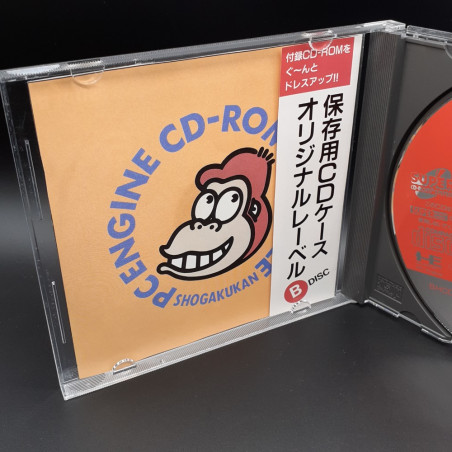 付録CD-ROMを
ぐ〜んと
ドレスアップ!!
保存用CDケース
オリジナルレーベル
B DISC
PCENGINE CD-ROM
SHOGAKUKAN